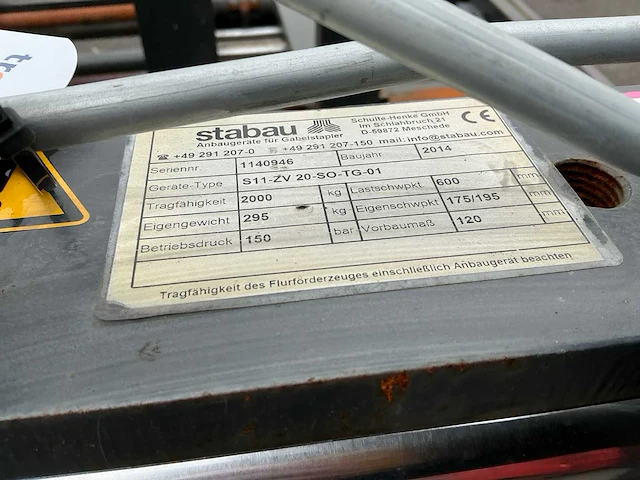 tr
stabau
Anbaugeräte für Gabelstapler
Schulte-Henke GmbH
Im Schlahbruch 21
D-59872 Meschede
CE
☎ +49 291 207-0 +49 291 207-150 mail: info@stabau.com
Seriennr 1140946 Baujahr 2014
Geräte-Type S11-ZV 20-SO-TG-01
Tragfähigkeit 2000 kg Lastschwpkt 600 mm
Eigengewicht 295 kg Eigenschwpkt 175/195 mm
Betriebsdruck 150 bar Vorbaumaß 120 mm
Tragfähigkeit des Flurförderzeuges einschließlich Anbaugerät beachten